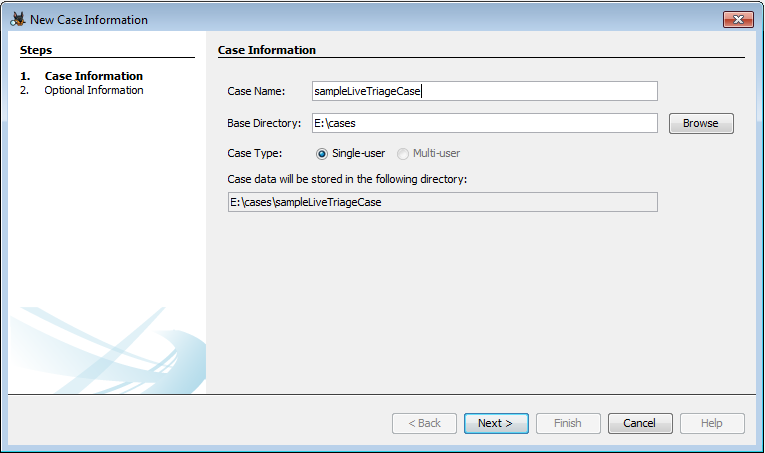 New Case Information
Steps
1. Case Information
2. Optional Information
Case Information
Case Name: sampleLiveTriageCase
Base Directory: E:\cases Browse
Case Type: Single-user Multi-user
Case data will be stored in the following directory:
E:\cases\sampleLiveTriageCase
< Back Next > Finish Cancel Help